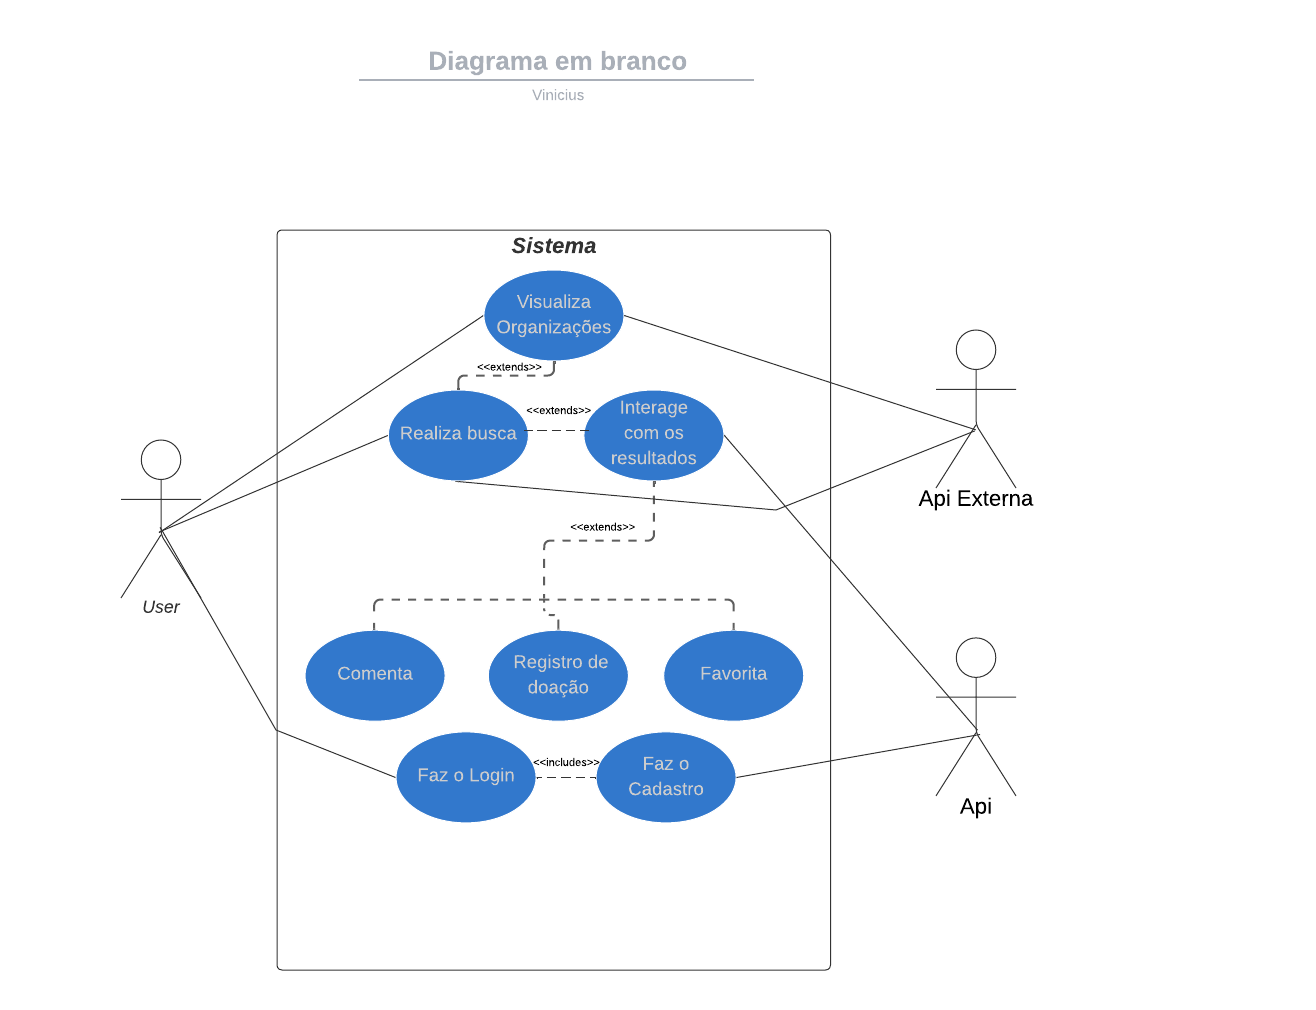 Diagrama em branco
Vinicius
Sistema
Visualiza
Organizações
<<extends>>
Realiza busca
<<extends>>
Interage
com os
resultados
<<extends>>
Api Externa
User
Comenta
Registro de
doação
Favorita
Faz o Login
<<includes>>
Faz o
Cadastro
Api